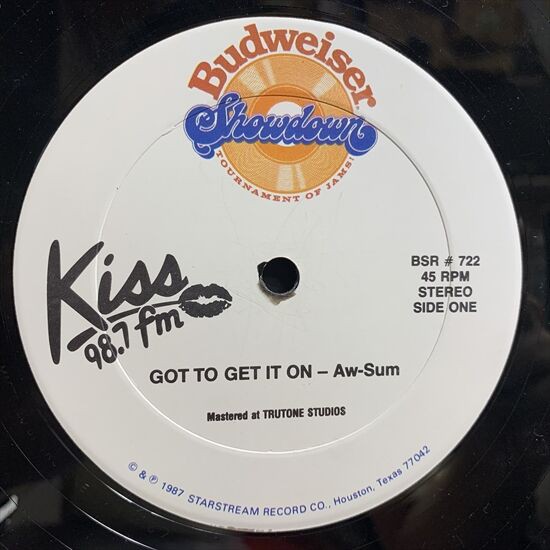 Budweiser
Showdown
TOURNAMENT OF JAMS!
Kiss
98.7 fm
BSR # 722
45 RPM
STEREO
SIDE ONE
GOT TO GET IT ON – Aw-Sum
Mastered at TRUTONE STUDIOS
© & ℗ 1987 STARSTREAM RECORD CO., Houston, Texas 77042